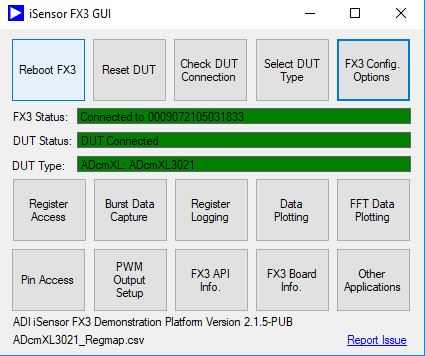 iSensor FX3 GUI
Reboot FX3
Reset DUT
Check DUT
Connection
Select DUT
Type
FX3 Config.
Options
FX3 Status:
Connected to 0009072105031833
DUT Status:
DUT Connected
DUT Type:
ADcmXL: ADcmXL3021
Register
Access
Burst Data
Capture
Register
Logging
Data
Plotting
FFT Data
Plotting
Pin Access
PWM
Output
Setup
FX3 API
Info.
FX3 Board
Info.
Other
Applications
ADI iSensor FX3 Demonstration Platform Version 2.1.5-PUB
ADcmXL3021_Regmap.csv
Report Issue